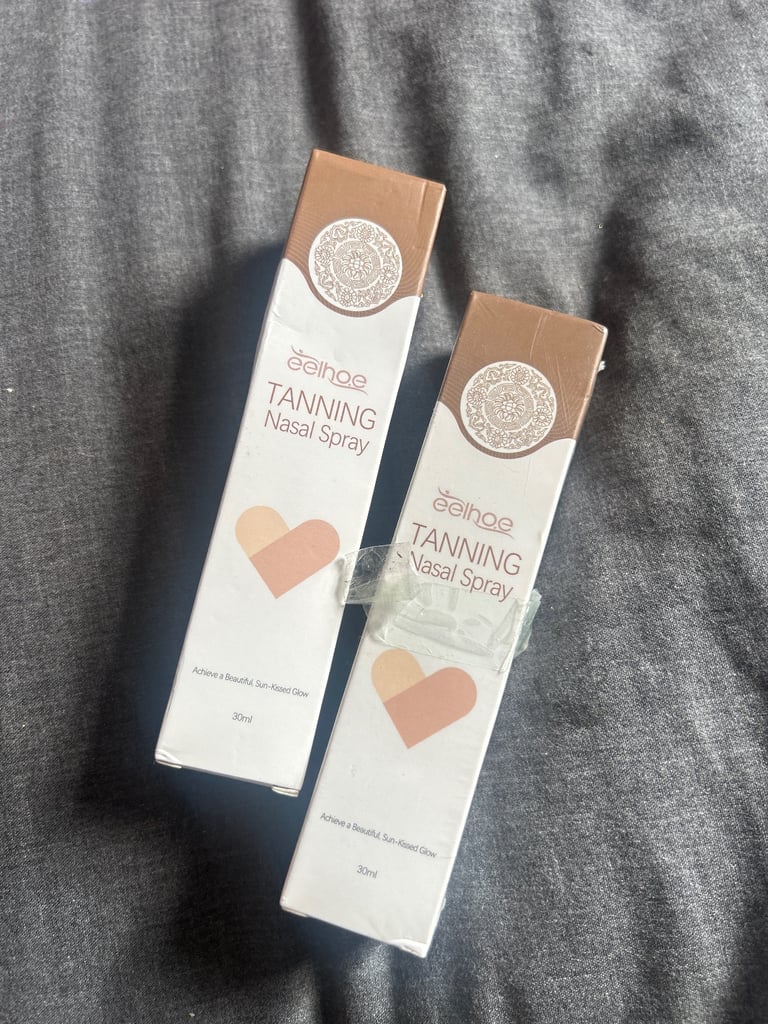 eelhoe
TANNING
Nasal Spray
Achieve a Beautiful, Sun-Kissed Glow
30ml
eelhoe
TANNING
Nasal Spray
Achieve a Beautiful, Sun-Kissed Glow
30ml